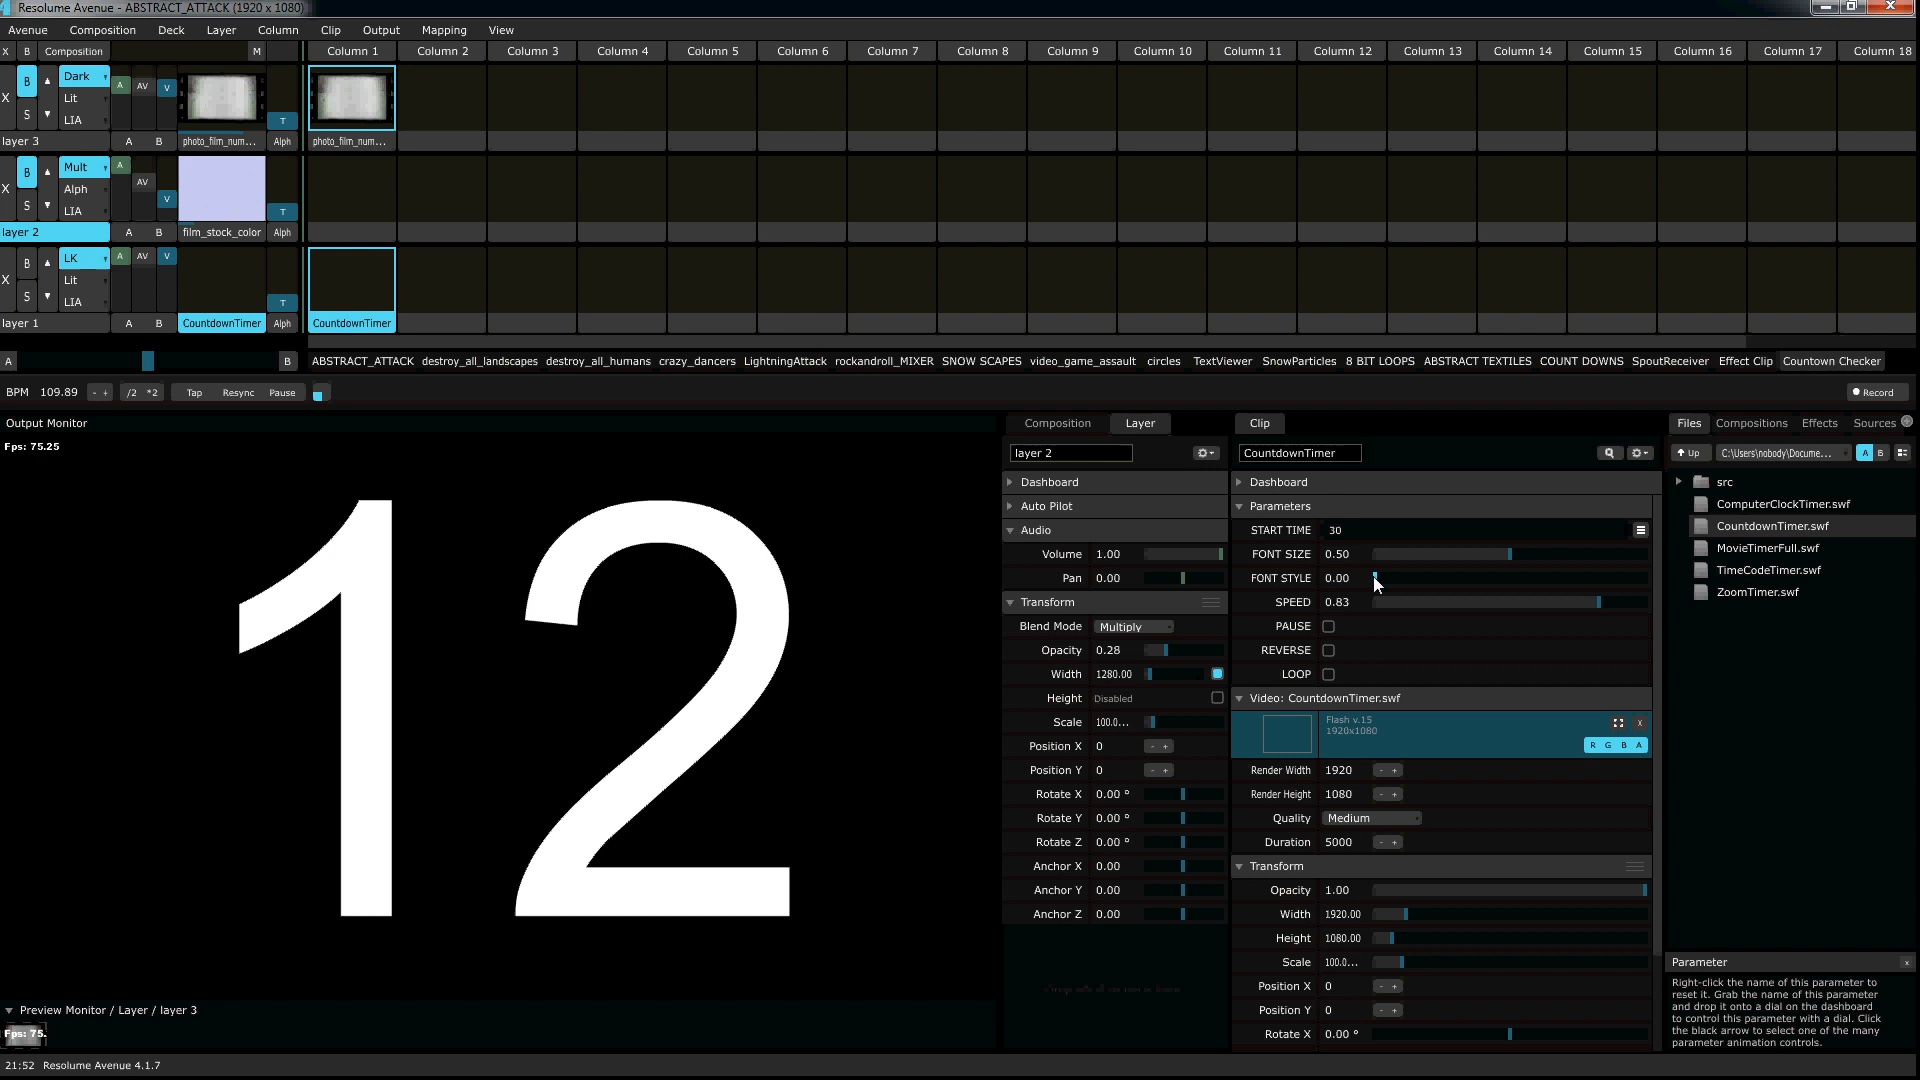 Resolume Avenue - ABSTRACT_ATTACK (1920 x 1080)
Avenue Composition Deck Layer Column Clip Output Mapping View
X B Composition M Column 1 Column 2 Column 3 Column 4 Column 5 Column 6 Column 7 Column 8 Column 9 Column 10 Column 11 Column 12 Column 13 Column 14 Column 15 Column 16 Column 17 Column 18
X B S Dark Lit LIA A AV V T
layer 3 A B photo_film_num... Alph photo_film_num...
X B S Mult Alph LIA A AV V T
layer 2 A B film_stock_color Alph
X B S LK Lit LIA A AV V T
layer 1 A B CountdownTimer Alph CountdownTimer
A B ABSTRACT_ATTACK destroy_all_landscapes destroy_all_humans crazy_dancers LightningAttack rockandroll_MIXER SNOW SCAPES video_game_assault circles TextViewer SnowParticles 8 BIT LOOPS ABSTRACT TEXTILES COUNT DOWNS SpoutReceiver Effect Clip Countown Checker
BPM 109.89 - + /2 *2 Tap Resync Pause Record
Output Monitor
Fps: 75.25
12
Preview Monitor / Layer / layer 3
Fps: 75.
Composition Layer
layer 2
Dashboard
Auto Pilot
Audio
Volume 1.00
Pan 0.00
Transform
Blend Mode Multiply
Opacity 0.28
Width 1280.00
Height Disabled
Scale 100.0...
Position X 0 - +
Position Y 0 - +
Rotate X 0.00 °
Rotate Y 0.00 °
Rotate Z 0.00 °
Anchor X 0.00
Anchor Y 0.00
Anchor Z 0.00
Clip
CountdownTimer
Dashboard
Parameters
START TIME 30
FONT SIZE 0.50
FONT STYLE 0.00
SPEED 0.83
PAUSE
REVERSE
LOOP
Video: CountdownTimer.swf
Flash v.15 X
1920x1080
R G B A
Render Width 1920 - +
Render Height 1080 - +
Quality Medium
Duration 5000 - +
Transform
Opacity 1.00
Width 1920.00
Height 1080.00
Scale 100.0...
Position X 0 - +
Position Y 0 - +
Rotate X 0.00 °
Files Compositions Effects Sources
Up C:\Users\nobody\Docume... A B
src
ComputerClockTimer.swf
CountdownTimer.swf
MovieTimerFull.swf
TimeCodeTimer.swf
ZoomTimer.swf
Parameter x
Right-click the name of this parameter to
reset it. Grab the name of this parameter
and drop it onto a dial on the dashboard
to control this parameter with a dial. Click
the black arrow to select one of the many
parameter animation controls.
21:52 Resolume Avenue 4.1.7